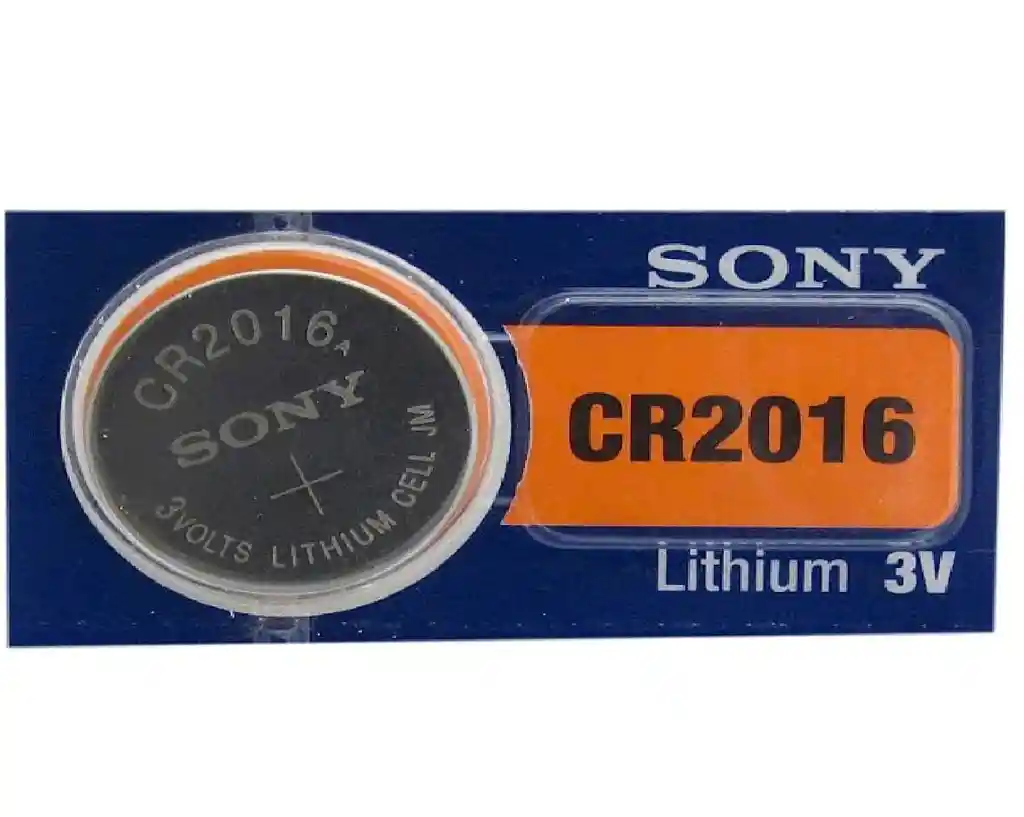 CR2016 A
SONY
+
3VOLTS LITHIUM CELL JM
SONY
CR2016
Lithium 3V